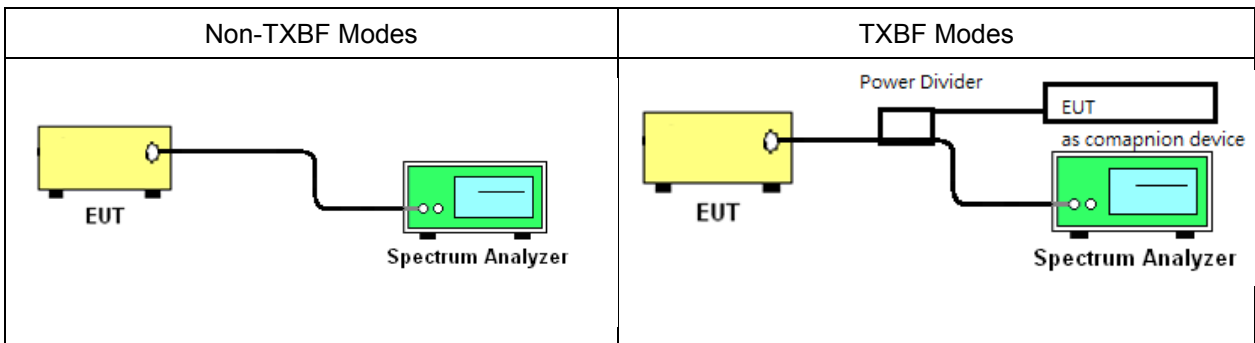 Non-TXBF Modes
TXBF Modes
EUT
Spectrum Analyzer
Power Divider
EUT
as comapnion device
EUT
Spectrum Analyzer